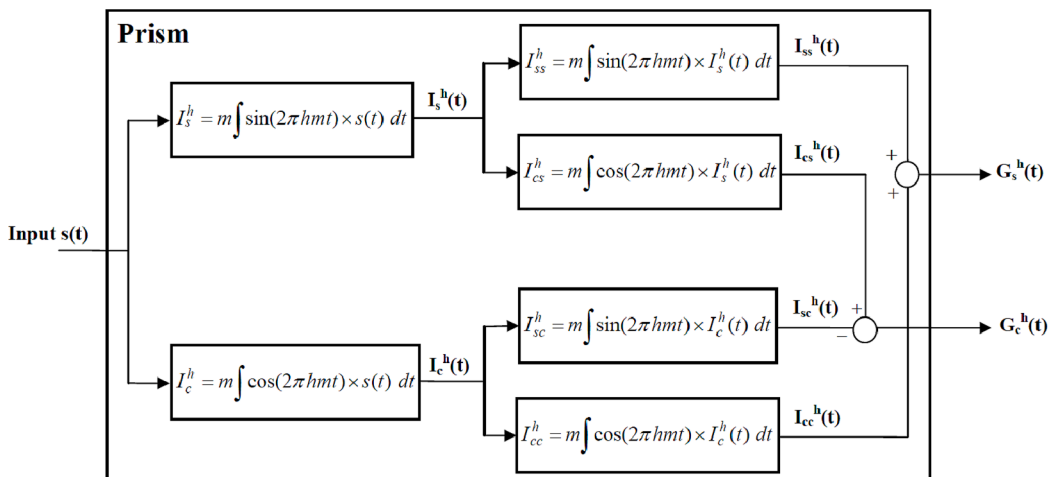 Prism
I_ss^h(t)
I_ss^h = m∫sin(2πhmt)×I_s^h(t) dt
I_s^h(t)
I_s^h = m∫sin(2πhmt)×s(t) dt
I_cs^h(t)
I_cs^h = m∫cos(2πhmt)×I_s^h(t) dt
+
+
G_s^h(t)
Input s(t)
I_sc^h(t)
I_sc^h = m∫sin(2πhmt)×I_c^h(t) dt
+
−
G_c^h(t)
I_c^h(t)
I_c^h = m∫cos(2πhmt)×s(t) dt
I_cc^h(t)
I_cc^h = m∫cos(2πhmt)×I_c^h(t) dt